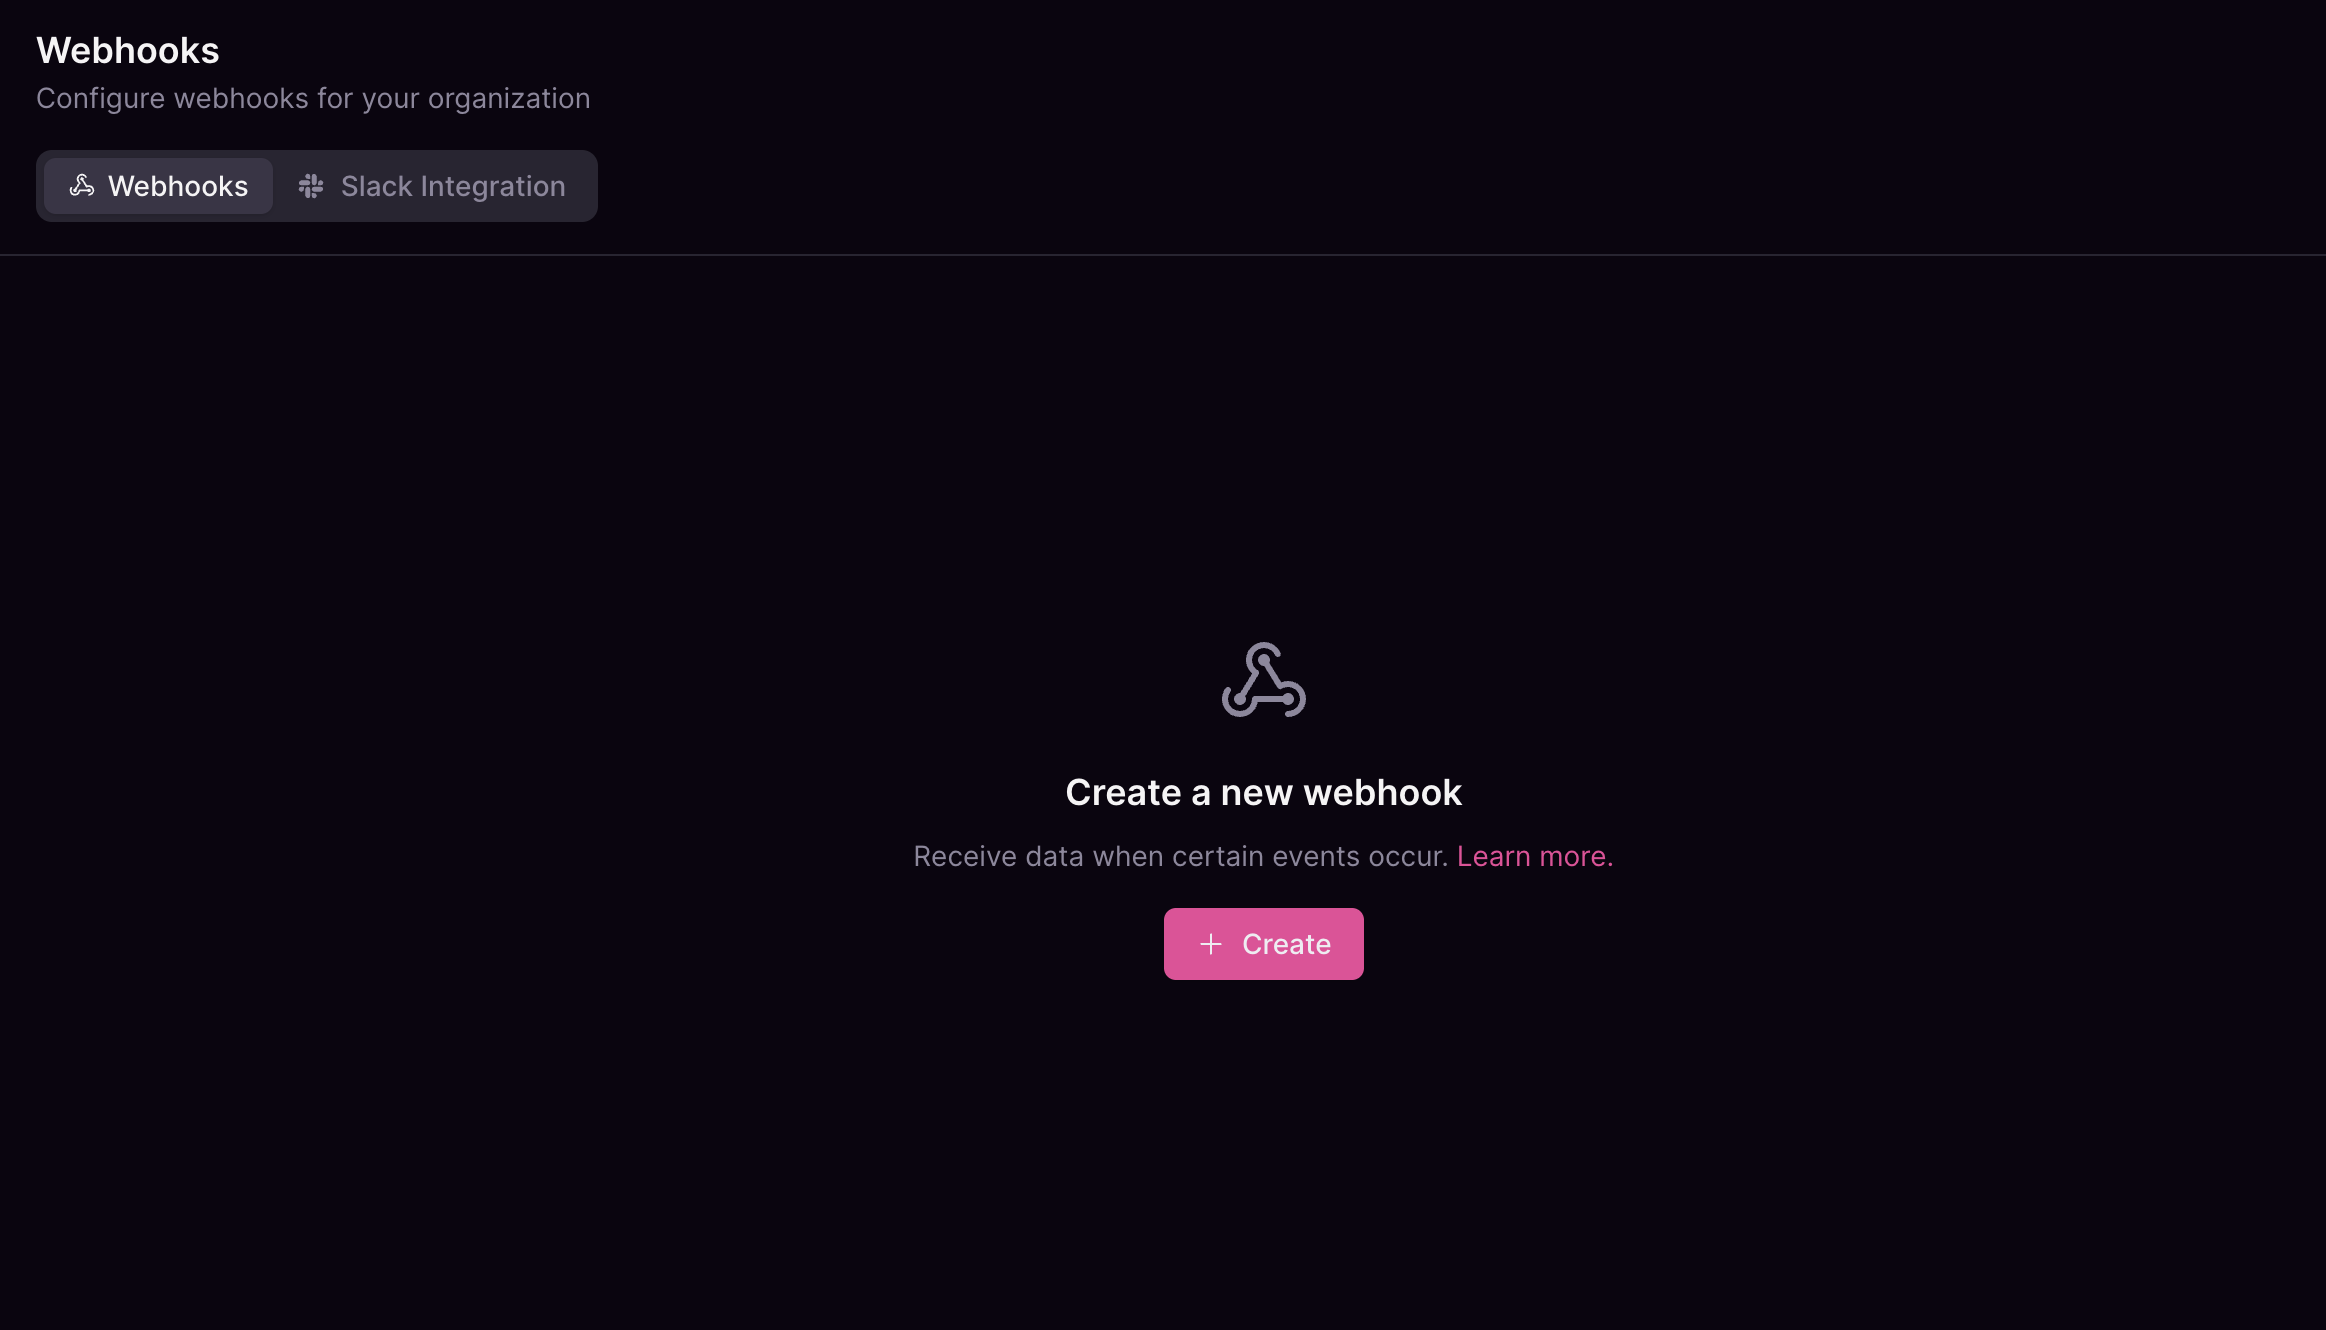 Webhooks
Configure webhooks for your organization
Webhooks Slack Integration
Create a new webhook
Receive data when certain events occur. Learn more.
Create